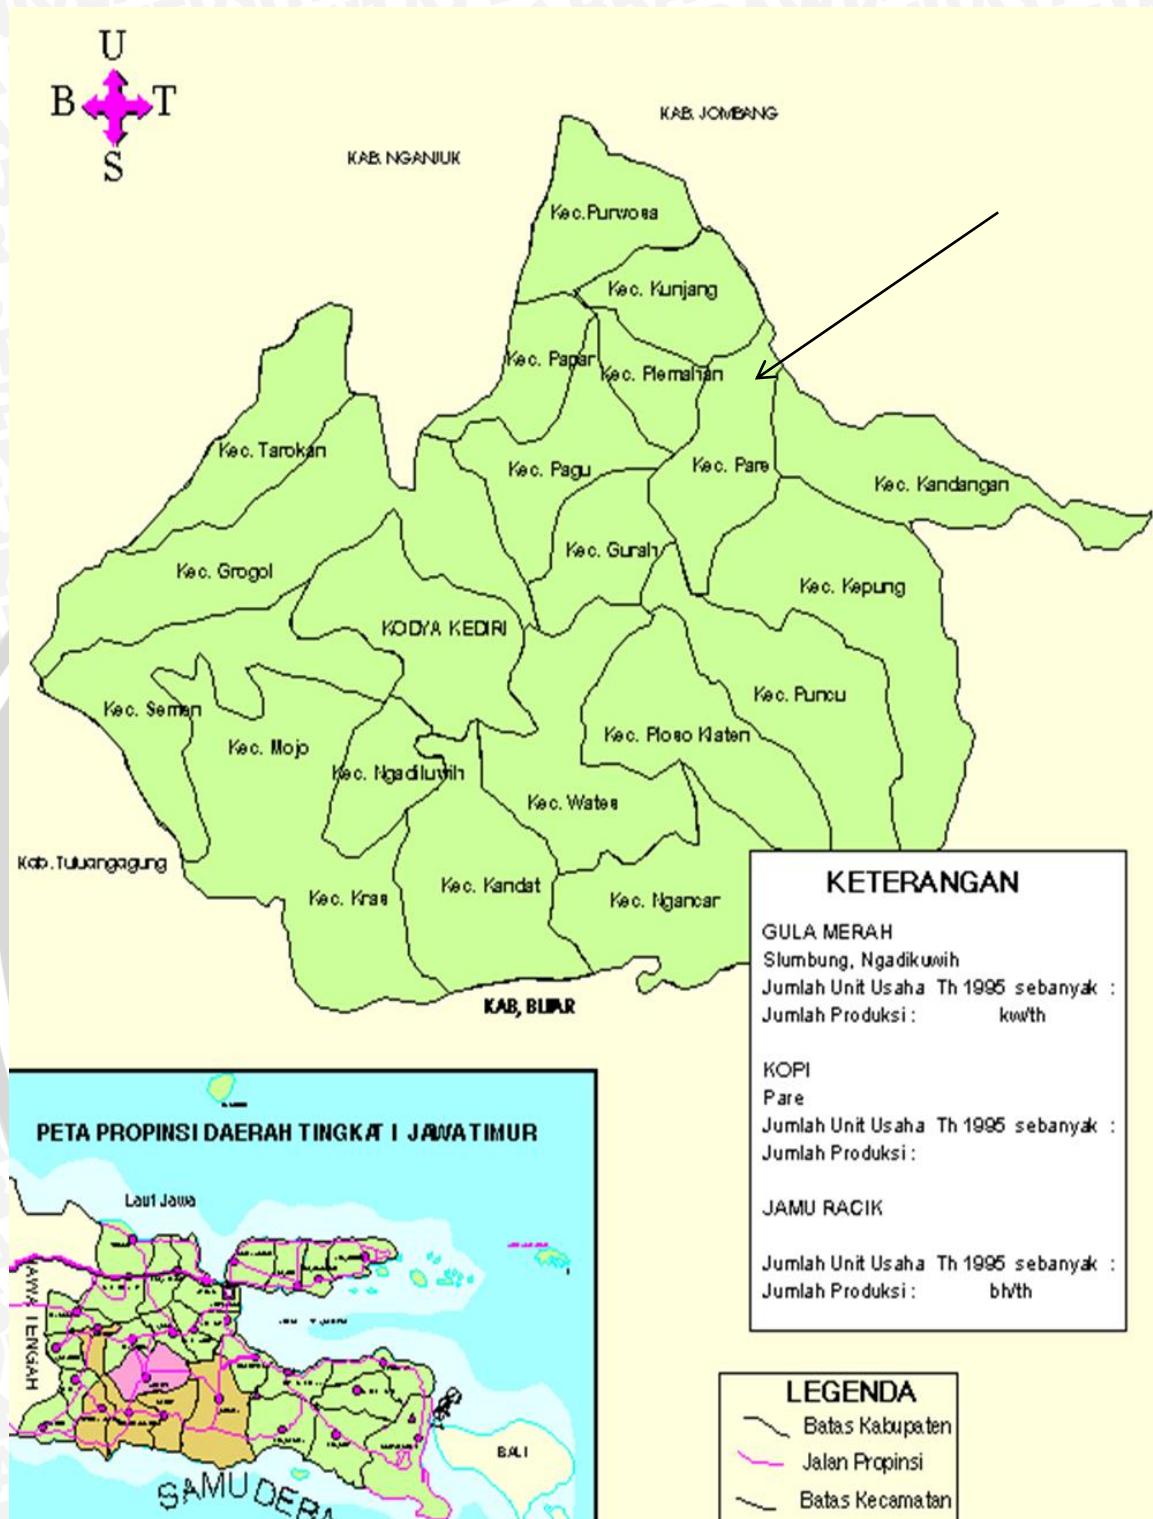 U
B T
S
KAB. JOMBANG
KAB. NGANJUK
Kec.Purwosa
Kec. Kunjang
Kec. Papar
Kec. Plemahan
Kec. Tarokan
Kec. Pagu
Kec. Pare
Kec. Kandangan
Kec. Gurah
Kec. Grogol
Kec. Kepung
KODYA KEDIRI
Kec. Semen
Kec. Puncu
Kec. Mojo
Kec. Ploso Klaten
Kec. Ngadiluwih
Kec. Wates
Kab.Tuluangagung
Kec. Kras
Kec. Kandat
Kec. Ngancar
KAB,
KETERANGAN
GULA MERAH
Slumbung, Ngadikuwih
Jumlah Unit Usaha Th 1995 sebanyak :
Jumlah Produksi : kw/th
KOPI
Pare
Jumlah Unit Usaha Th 1995 sebanyak :
Jumlah Produksi :
JAMU RACIK
Jumlah Unit Usaha Th 1995 sebanyak :
Jumlah Produksi : bh/th
PETA PROPINSI DAERAH TINGKAT I JAWA TIMUR
Laut Jawa
JAWA TENGAH
BALI
SAMUDERA
LEGENDA
Batas Kabupaten
Jalan Propinsi
Batas Kecamatan